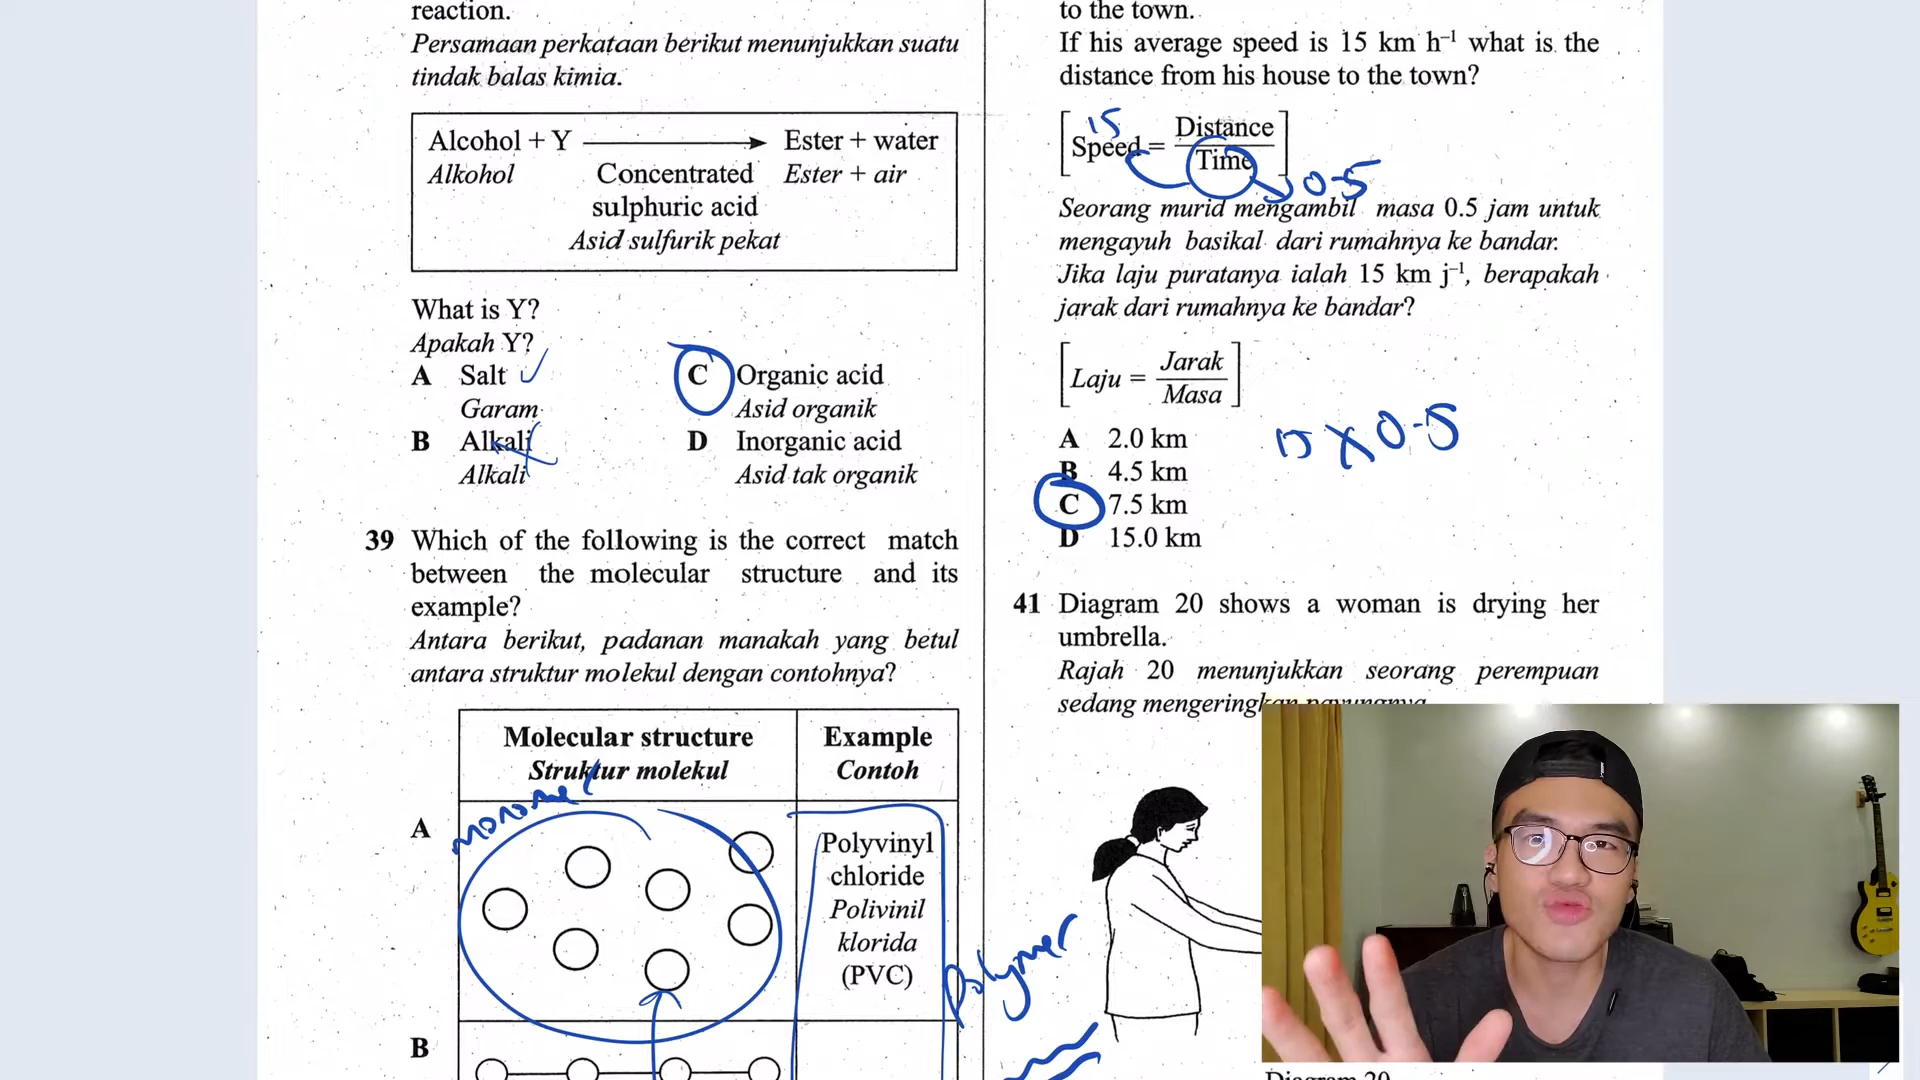 reaction.
Persamaan perkataan berikut menunjukkan suatu
tindak balas kimia.
Alcohol + Y
Ester + water
Alkohol
Concentrated
Ester + air
sulphuric acid
Asid sulfurik pekat
What is Y?
Apakah Y?
A Salt
Garam
B Alkali
Alkali
C Organic acid
Asid organik
D Inorganic acid
Asid tak organik
39 Which of the following is the correct match
between the molecular structure and its
example?
Antara berikut, padanan manakah yang betul
antara struktur molekul dengan contohnya?
Molecular structure
Struktur molekul
Example
Contoh
monomer
A
Polyvinyl
chloride
Polivinil
klorida
(PVC)
polymer
B
to the town.
If his average speed is 15 km h⁻¹ what is the
distance from his house to the town?
15
Speed = Distance
Time
0.5
Seorang murid mengambil masa 0.5 jam untuk
mengayuh basikal dari rumahnya ke bandar.
Jika laju puratanya ialah 15 km j⁻¹, berapakah
jarak dari rumahnya ke bandar?
Laju = Jarak
Masa
15 x 0.5
A 2.0 km
B 4.5 km
C 7.5 km
D 15.0 km
41 Diagram 20 shows a woman is drying her
umbrella.
Rajah 20 menunjukkan seorang perempuan
sedang mengeringkan payungnya
Diagram 20